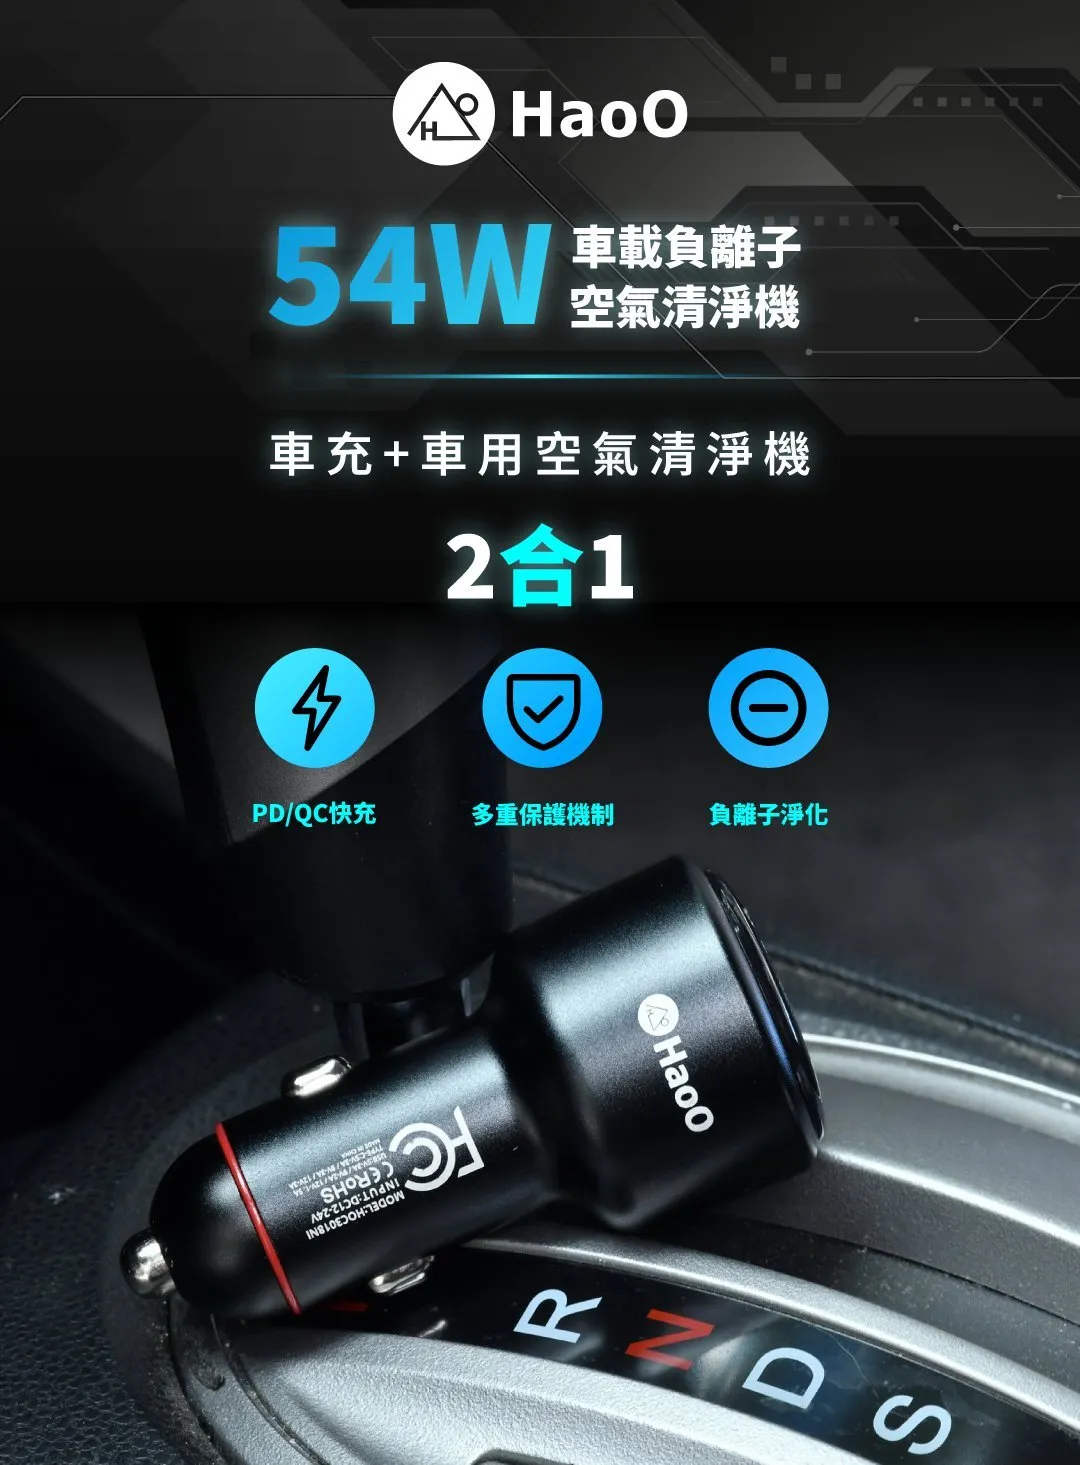 HaoO
54W 車載負離子
空氣清淨機
車充+車用空氣清淨機
2合1
PD/QC快充
多重保護機制
負離子淨化
HaoO
FC
CE RoHS
INPUT:DC12-24V
MODEL:HOC3018NI
R
N
D
S